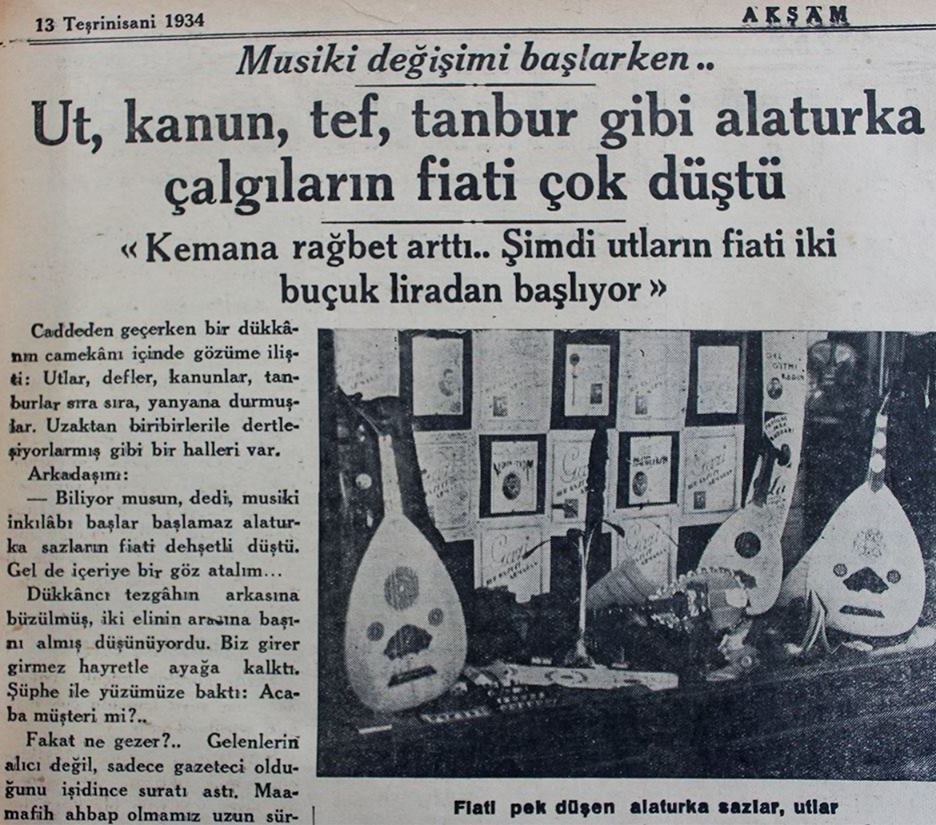 13 Teşrinisani 1934
AKŞAM
Musiki değişimi başlarken..
Ut, kanun, tef, tanbur gibi alaturka
çalgıların fiati çok düştü
« Kemana rağbet arttı.. Şimdi utların fiati iki
buçuk liradan başlıyor »
Caddeden geçerken bir dükkâ-
nın camekânı içinde gözüme iliş-
ti: Utlar, defler, kanunlar, tan-
burlar sıra sıra, yanyana durmuş-
lar. Uzaktan biribirlerile dertle-
şiyorlarmış gibi bir halleri var.
Arkadaşım:
— Biliyor musun, dedi, musiki
inkılâbı başlar başlamaz alatur-
ka sazların fiati dehşetli düştü.
Gel de içeriye bir göz atalım...
Dükkâncı tezgâhın arkasına
büzülmüş, iki elinin arasına başı-
nı almış düşünüyordu. Biz girer
girmez hayretle ayağa kalktı.
Şüphe ile yüzümüze baktı: Aca-
ba müşteri mi?..
Fakat ne gezer?.. Gelenlerin
alıcı değil, sadece gazeteci oldu-
ğunu işidince suratı astı. Maa-
mafih ahbap olmamız uzun sür-
Gazi
Gazi
Gazi
Fiati pek düşen alaturka sazlar, utlar